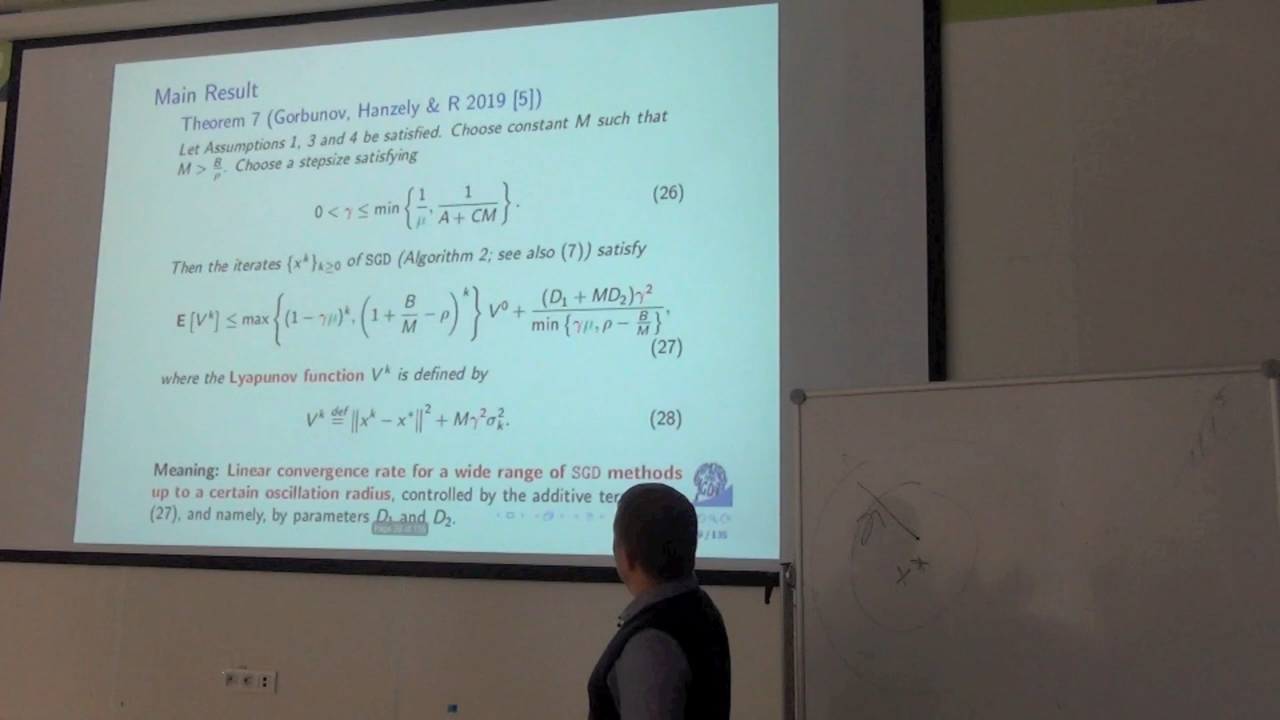 Main Result
Theorem 7 (Gorbunov, Hanzely & R 2019 [5])
Let Assumptions 1, 3 and 4 be satisfied. Choose constant M such that
M > B/ρ. Choose a stepsize satisfying
0 < γ ≤ min {1/μ, 1/(A + CM)}. (26)
Then the iterates {x^k}_{k≥0} of SGD (Algorithm 2; see also (7)) satisfy
E [V^k] ≤ max {(1 − γμ)^k, (1 + B/M − ρ)^k} V^0 + (D_1 + MD_2)γ^2 / min {γμ, ρ − B/M},
(27)
where the Lyapunov function V^k is defined by
V^k def= ‖x^k − x^*‖^2 + Mγ^2σ_k^2. (28)
Meaning: Linear convergence rate for a wide range of SGD methods
up to a certain oscillation radius, controlled by the additive
(27), and namely, by parameters D_1 and D_2.
/ 135
x^*